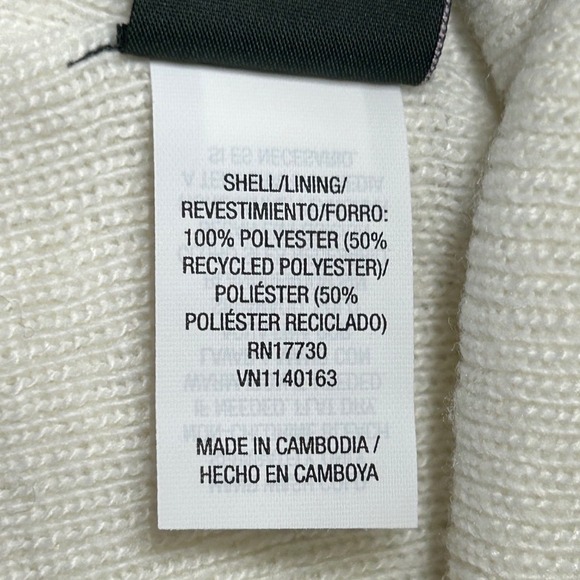 SHELL/LINING/
REVESTIMIENTO/FORRO:
100% POLYESTER (50%
RECYCLED POLYESTER)/
POLIÉSTER (50%
POLIÉSTER RECICLADO)
RN17730
VN1140163
MADE IN CAMBODIA /
HECHO EN CAMBOYA